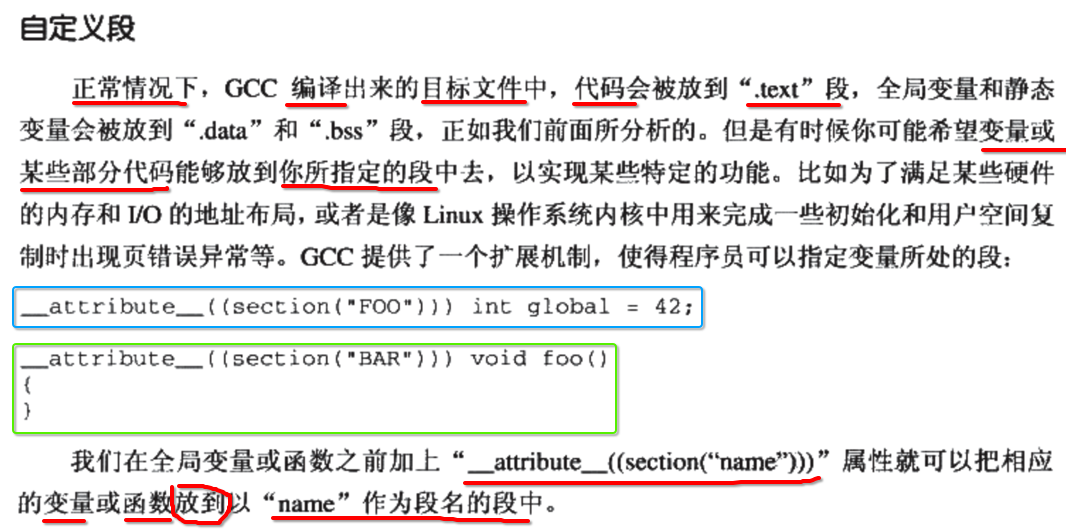 自定义段
正常情况下，GCC 编译出来的目标文件中，代码会被放到“.text”段，全局变量和静态
变量会被放到“.data”和“.bss”段，正如我们前面所分析的。但是有时候你可能希望变量或
某些部分代码能够放到你所指定的段中去，以实现某些特定的功能。比如为了满足某些硬件
的内存和 I/O 的地址布局，或者是像 Linux 操作系统内核中用来完成一些初始化和用户空间复
制时出现页错误异常等。GCC 提供了一个扩展机制，使得程序员可以指定变量所处的段：
__attribute__((section("FOO"))) int global = 42;
__attribute__((section("BAR"))) void foo()
{
}
我们在全局变量或函数之前加上“__attribute__((section(“name”)))”属性就可以把相应
的变量或函数放到以“name”作为段名的段中。